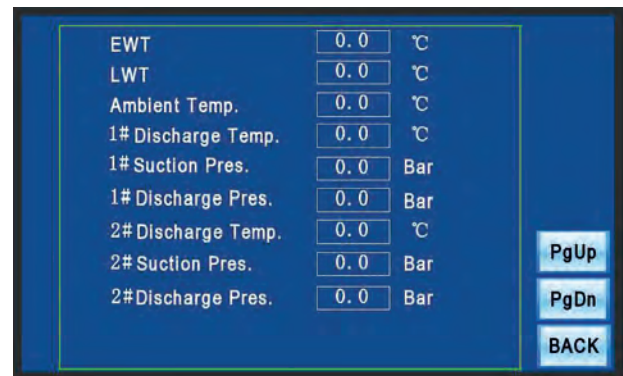 EWT 0.0 ℃
LWT 0.0 ℃
Ambient Temp. 0.0 ℃
1# Discharge Temp. 0.0 ℃
1# Suction Pres. 0.0 Bar
1# Discharge Pres. 0.0 Bar
2# Discharge Temp. 0.0 ℃
2# Suction Pres. 0.0 Bar
2#Discharge Pres. 0.0 Bar
PgUp
PgDn
BACK